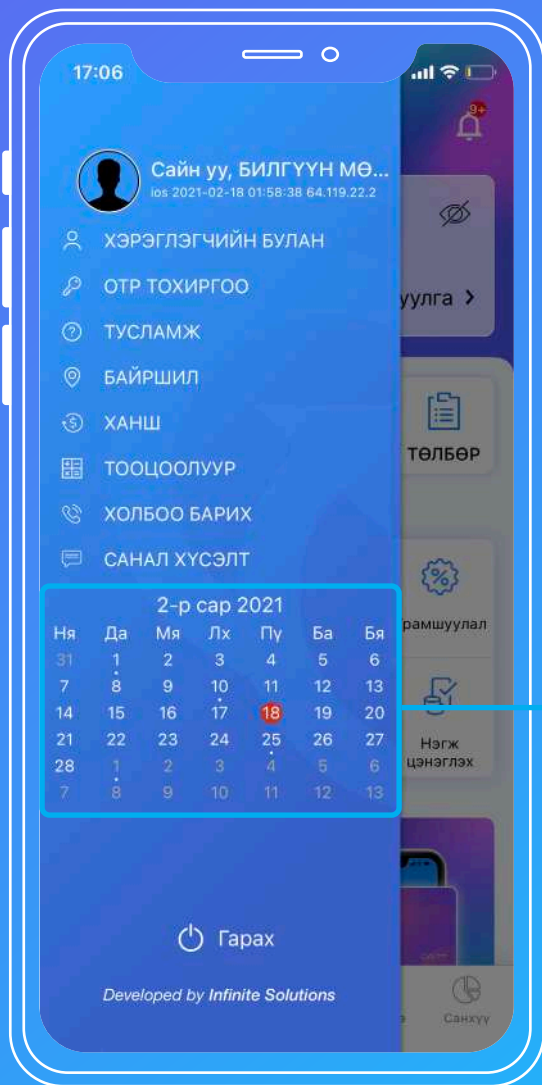 17:06
9+
Сайн уу, БИЛГҮҮН МӨ...
ios 2021-02-18 01:58:38 64.119.22.2
ХЭРЭГЛЭГЧИЙН БУЛАН
ОТР ТОХИРГОО
уулга >
ТУСЛАМЖ
БАЙРШИЛ
ХАНШ
ТӨЛБӨР
ТООЦООЛУУР
ХОЛБОО БАРИХ
САНАЛ ХҮСЭЛТ
2-р сар 2021
Ня Да Мя Лх Пү Ба Бя
31 1 2 3 4 5 6
7 8 9 10 11 12 13
14 15 16 17 18 19 20
21 22 23 24 25 26 27
28 1 2 3 4 5 6
7 8 9 10 11 12 13
рамшуулал
Нэгж
цэнэглэх
Гарах
Developed by Infinite Solutions
Санхүү